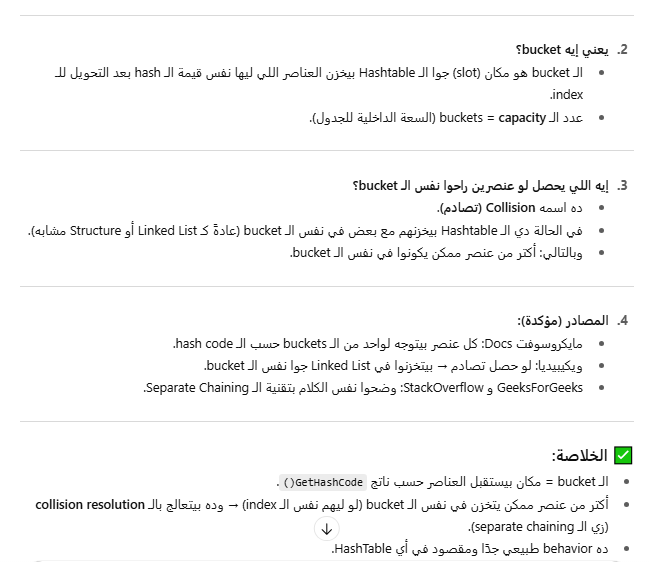 2. يعني إيه bucket؟
الـ bucket هو مكان (slot) جوا الـ Hashtable بيخزن العناصر اللي ليها نفس قيمة الـ hash بعد التحويل للـ
index.
عدد الـ buckets = capacity (السعة الداخلية للجدول).
3. إيه اللي يحصل لو عنصرين راحوا نفس الـ bucket؟
ده اسمه Collision (تصادم).
في الحالة دي الـ Hashtable بيخزنهم مع بعض في نفس الـ bucket (عادةً كـ Linked List أو Structure مشابه).
وبالتالي: أكتر من عنصر ممكن يكونوا في نفس الـ bucket.
4. المصادر (مؤكدة):
مايكروسوفت Docs: كل عنصر بيتوجه لواحد من الـ buckets حسب الـ hash code.
ويكيبيديا: لو حصل تصادم → بيتخزنوا في Linked List جوا نفس الـ bucket.
GeeksForGeeks و StackOverflow: وضحوا نفس الكلام بتقنية الـ Separate Chaining.
✅ الخلاصة:
الـ bucket = مكان بيستقبل العناصر حسب ناتج GetHashCode().
أكتر من عنصر ممكن يتخزن في نفس الـ bucket (لو ليهم نفس الـ index) → وده بيتعالج بالـ collision resolution
(زي الـ separate chaining).
ده behavior طبيعي جدًا ومقصود في أي HashTable.